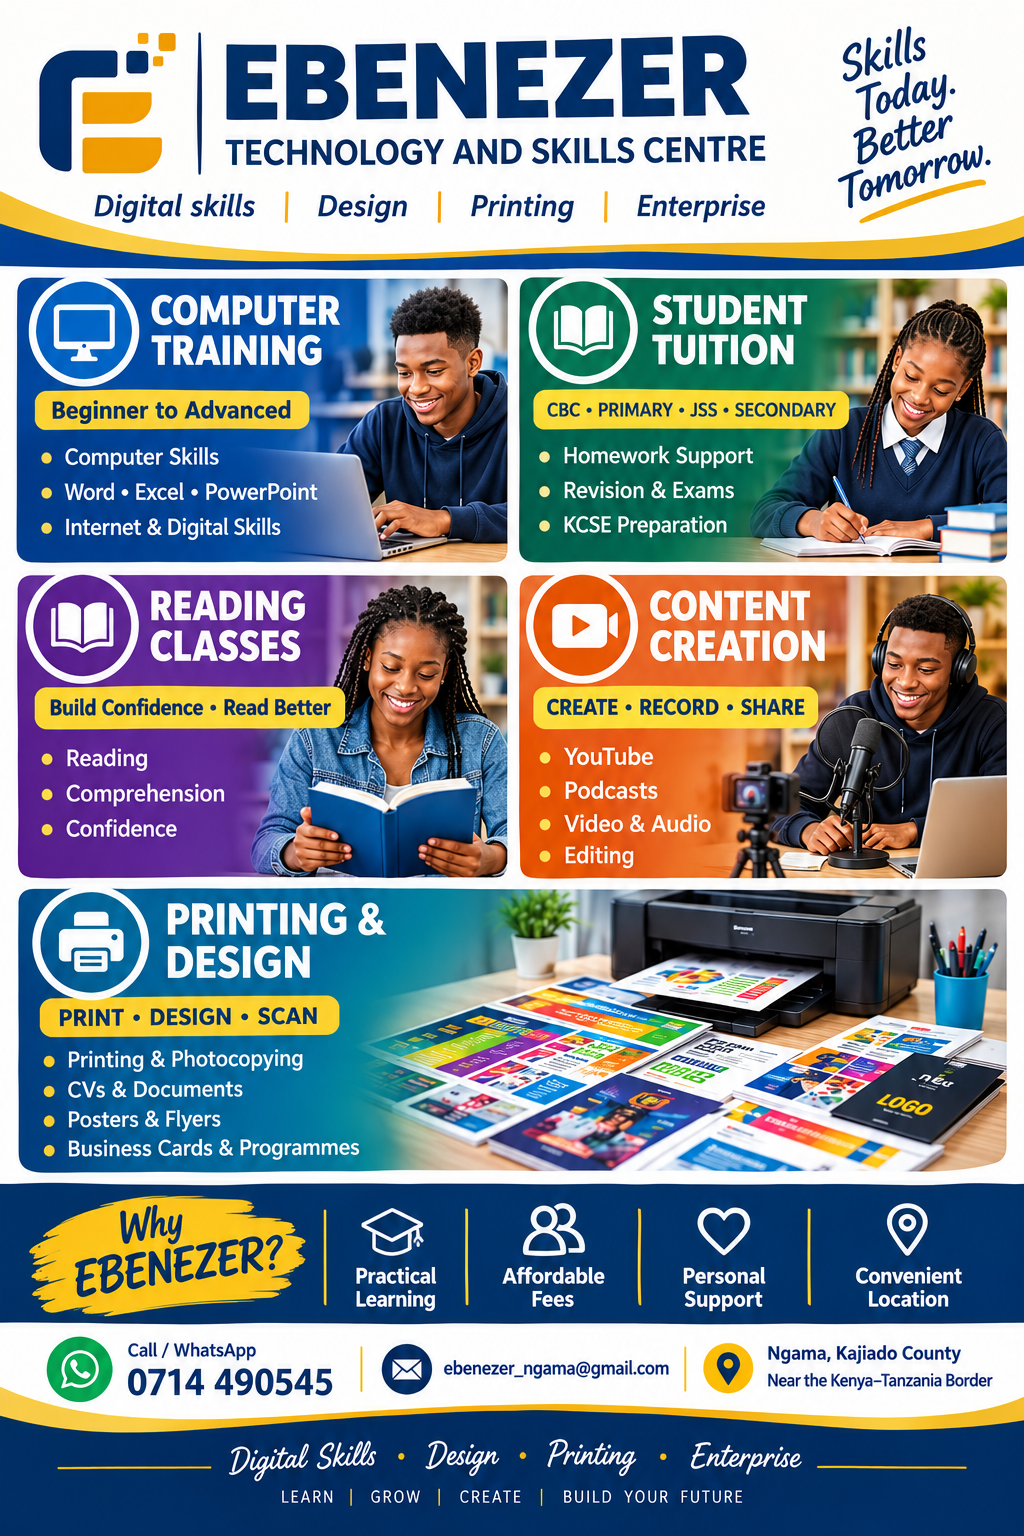 EBENEZER
TECHNOLOGY AND SKILLS CENTRE
Digital skills | Design | Printing | Enterprise
Skills
Today.
Better
Tomorrow.
COMPUTER
TRAINING
Beginner to Advanced
• Computer Skills
• Word • Excel • PowerPoint
• Internet & Digital Skills
STUDENT
TUITION
CBC • PRIMARY • JSS • SECONDARY
• Homework Support
• Revision & Exams
• KCSE Preparation
READING
CLASSES
Build Confidence • Read Better
• Reading
• Comprehension
• Confidence
CONTENT
CREATION
CREATE • RECORD • SHARE
• YouTube
• Podcasts
• Video & Audio
• Editing
PRINTING &
DESIGN
PRINT • DESIGN • SCAN
• Printing & Photocopying
• CVs & Documents
• Posters & Flyers
• Business Cards & Programmes
LOGO
Why
EBENEZER?
Practical
Learning
Affordable
Fees
Personal
Support
Convenient
Location
Call / WhatsApp
0714 490545
ebenezer_ngama@gmail.com
Ngama, Kajiado County
Near the Kenya–Tanzania Border
Digital Skills • Design • Printing • Enterprise
LEARN | GROW | CREATE | BUILD YOUR FUTURE